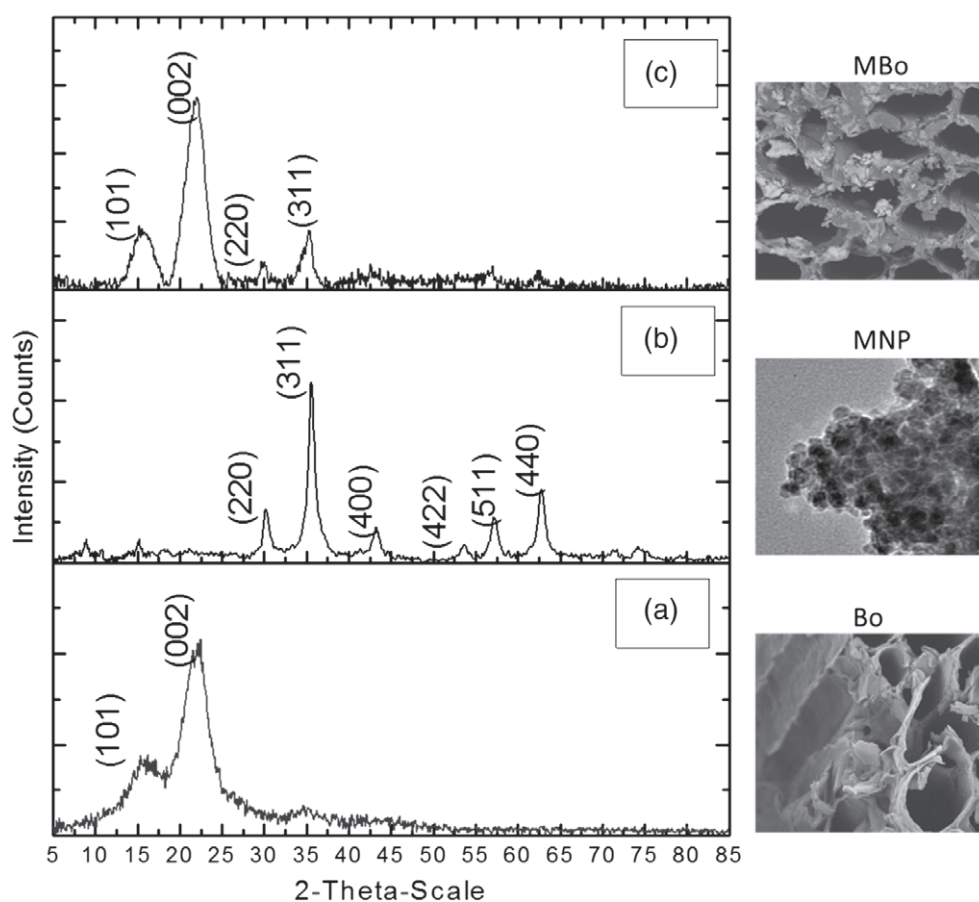 (c)
(101)
(002)
(220)
(311)
MBo
(b)
(220)
(311)
(400)
(422)
(511)
(440)
MNP
(a)
(101)
(002)
Bo
Intensity (Counts)
5 10 15 20 25 30 35 40 45 50 55 60 65 70 75 80 85
2-Theta-Scale